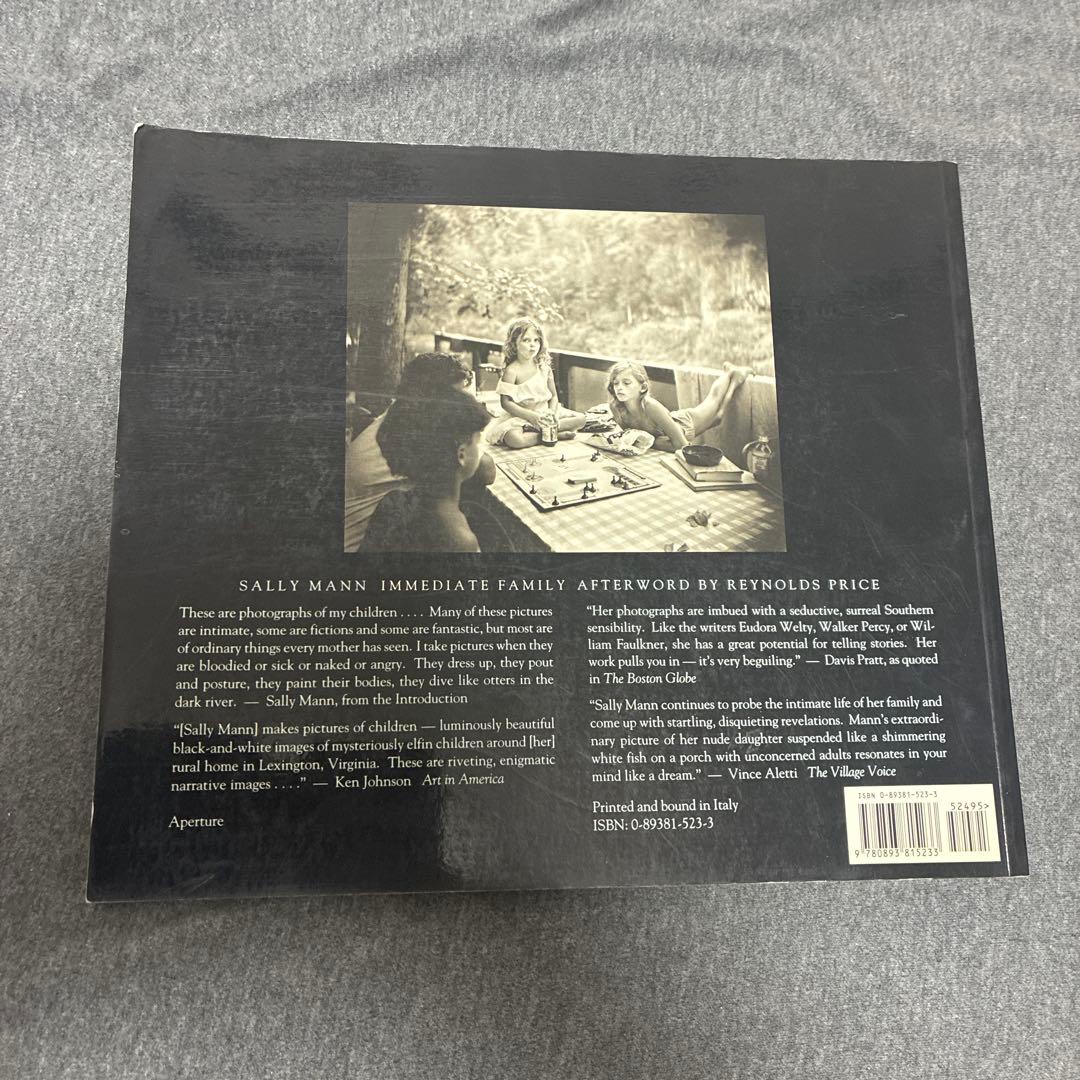 SALLY MANN IMMEDIATE FAMILY AFTERWORD BY REYNOLDS PRICE
These are photographs of my children . . . . Many of these pictures
are intimate, some are fictions and some are fantastic, but most are
of ordinary things every mother has seen. I take pictures when they
are bloodied or sick or naked or angry. They dress up, they pout
and posture, they paint their bodies, they dive like otters in the
dark river. — Sally Mann, from the Introduction
“[Sally Mann] makes pictures of children — luminously beautiful
black-and-white images of mysteriously elfin children around [her]
rural home in Lexington, Virginia. These are riveting, enigmatic
narrative images . . . .” — Ken Johnson Art in America
Aperture
“Her photographs are imbued with a seductive, surreal Southern
sensibility. Like the writers Eudora Welty, Walker Percy, or Wil-
liam Faulkner, she has a great potential for telling stories. Her
work pulls you in — it’s very beguiling.” — Davis Pratt, as quoted
in The Boston Globe
“Sally Mann continues to probe the intimate life of her family and
come up with startling, disquieting revelations. Mann’s extraordi-
nary picture of her nude daughter suspended like a shimmering
white fish on a porch with unconcerned adults resonates in your
mind like a dream.” — Vince Aletti The Village Voice
Printed and bound in Italy
ISBN: 0-89381-523-3
ISBN 0-89381-523-3
52495>
9 780893 815233